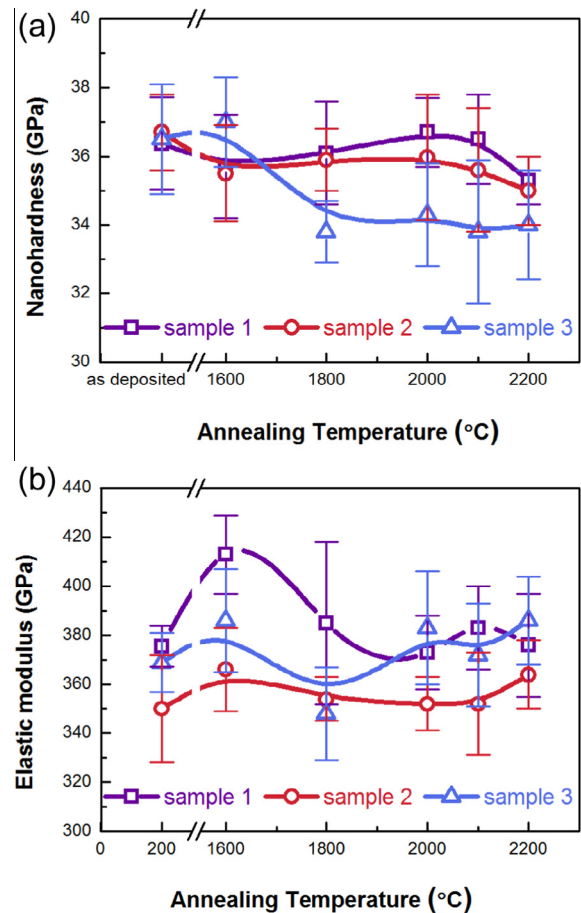 (a)
40
38
36
34
32
30
Nanohardness (GPa)
sample 1 sample 2 sample 3
as deposited 1600 1800 2000 2200
Annealing Temperature (°C)
(b)
440
420
400
380
360
340
320
300
Elastic modulus (GPa)
sample 1 sample 2 sample 3
0 200 1600 1800 2000 2200
Annealing Temperature (°C)